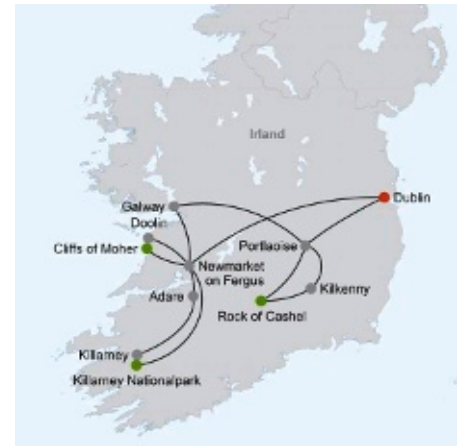 Irland
Dublin
Galway
Doolin
Cliffs of Moher
Portlaoise
Newmarket
on Fergus
Adare
Kilkenny
Rock of Cashel
Killarney
Killarney Nationalpark